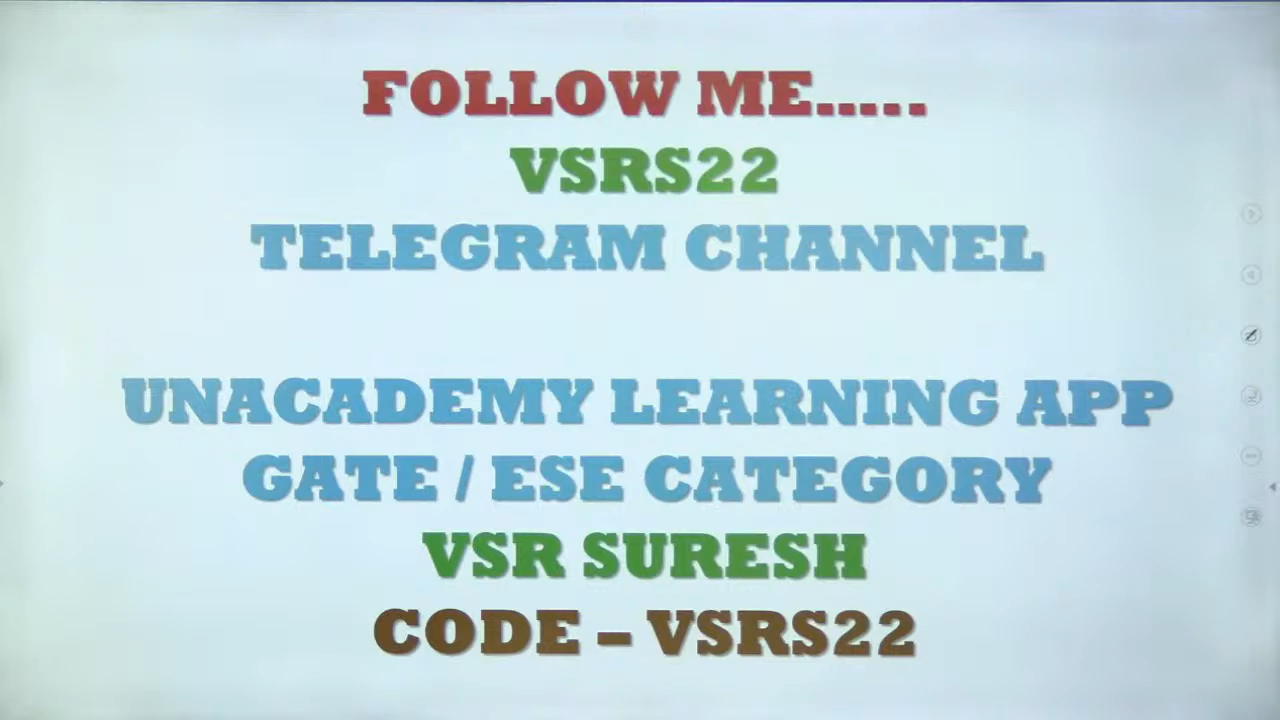 FOLLOW ME.....
VSRS22
TELEGRAM CHANNEL
UNACADEMY LEARNING APP
GATE / ESE CATEGORY
VSR SURESH
CODE – VSRS22